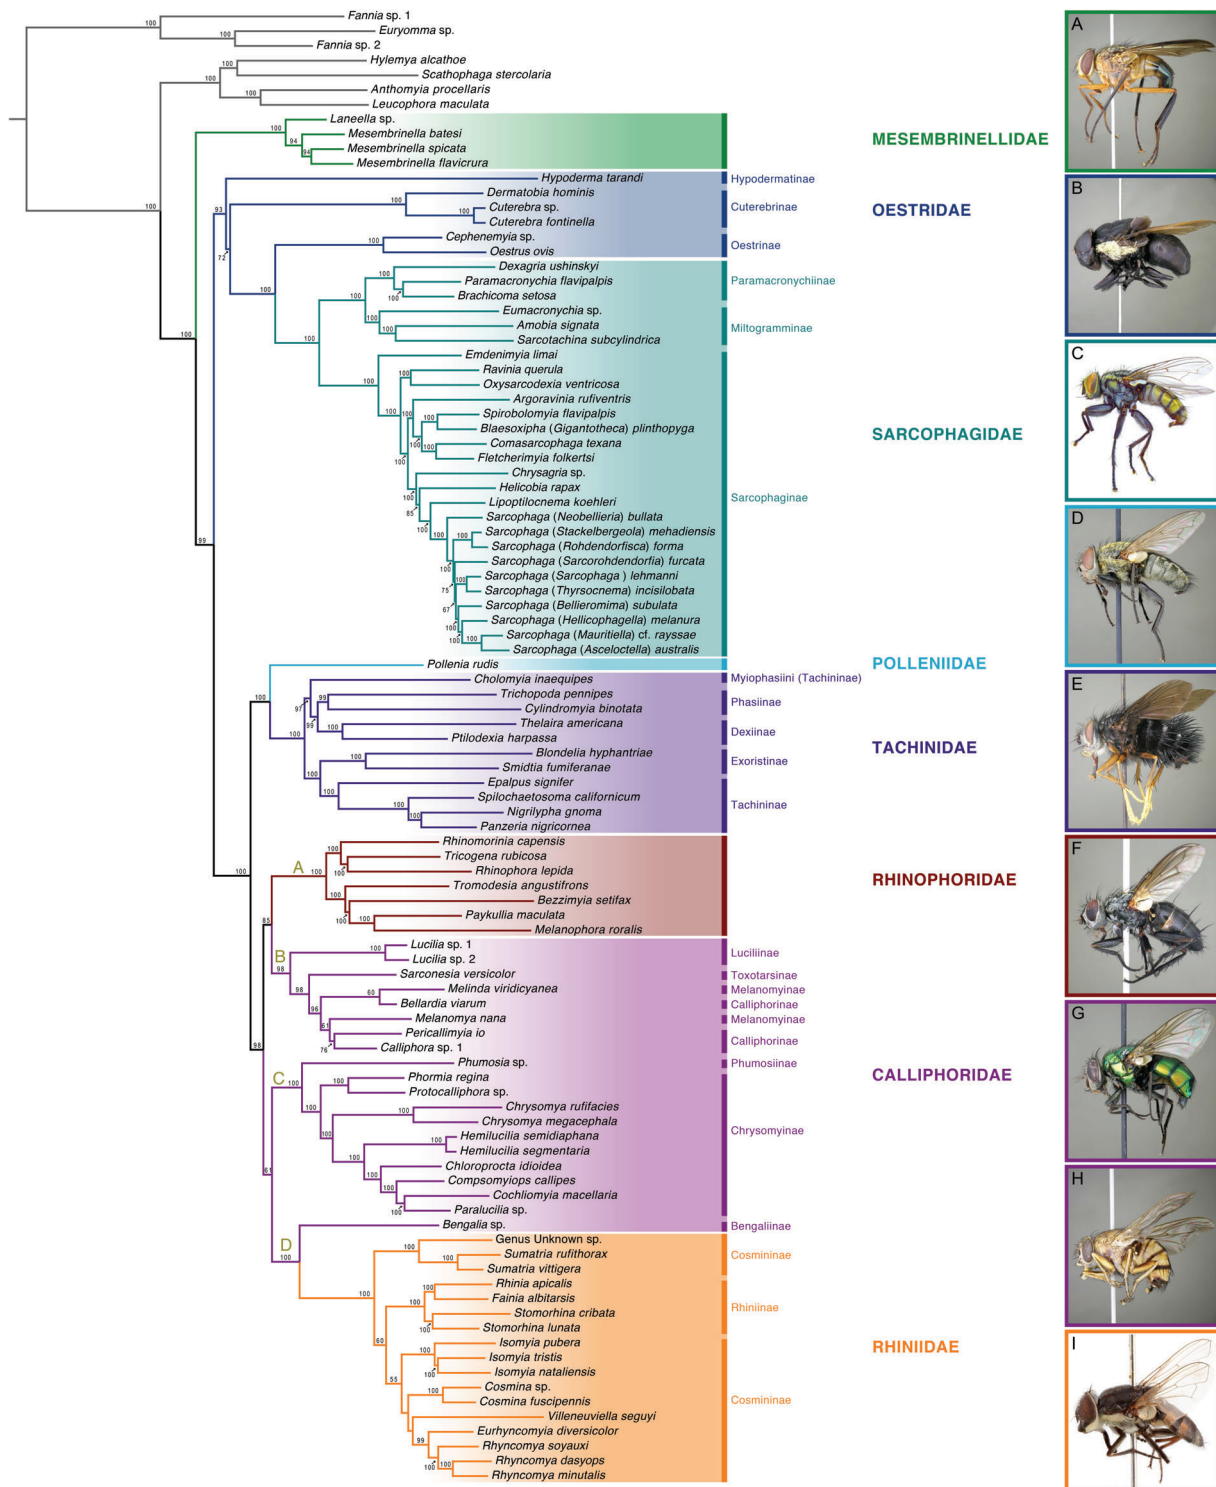 Fannia sp. 1
Euryomma sp.
Fannia sp. 2
Hylemya alcathoe
Scathophaga stercolaria
Anthomyia procellaris
Leucophora maculata
Laneella sp.
Mesembrinella batesi
Mesembrinella spicata
Mesembrinella flavicrura
MESEMBRINELLIDAE
Hypoderma tarandi
Hypodermatinae
Dermatobia hominis
Cuterebra sp.
Cuterebrinae
OESTRIDAE
Cuterebra fontinella
Cephenemyia sp.
Oestrinae
Oestrus ovis
Dexagria ushinskyi
Paramacronychia flavipalpis
Paramacronychiinae
Brachicoma setosa
Eumacronychia sp.
Amobia signata
Miltogramminae
Sarcotachina subcylindrica
Emdenimyia limai
Ravinia querula
Oxysarcodexia ventricosa
Argoravinia rufiventris
Spirobolomyia flavipalpis
Blaesoxipha (Gigantotheca) plinthopyga
SARCOPHAGIDAE
Comasarcophaga texana
Fletcherimyia folkertsi
Chrysagria sp.
Helicobia rapax
Sarcophaginae
Lipoptilocnema koehleri
Sarcophaga (Neobellieria) bullata
Sarcophaga (Stackelbergeola) mehadiensis
Sarcophaga (Rohdendorfisca) forma
Sarcophaga (Sarcorohdendorfia) furcata
Sarcophaga (Sarcophaga ) lehmanni
Sarcophaga (Thyrsocnema) incisilobata
Sarcophaga (Bellieromima) subulata
Sarcophaga (Hellicophagella) melanura
Sarcophaga (Mauritiella) cf. rayssae
Sarcophaga (Asceloctella) australis
Pollenia rudis
POLLENIIDAE
Cholomyia inaequipes
Myiophasiini (Tachininae)
Trichopoda pennipes
Phasiinae
Cylindromyia binotata
Thelaira americana
Dexiinae
Ptilodexia harpassa
TACHINIDAE
Blondelia hyphantriae
Exoristinae
Smidtia fumiferanae
Epalpus signifer
Spilochaetosoma californicum
Tachininae
Nigrilypha gnoma
Panzeria nigricornea
Rhinomorinia capensis
Tricogena rubicosa
Rhinophora lepida
RHINOPHORIDAE
Tromodesia angustifrons
Bezzimyia setifax
Paykullia maculata
Melanophora roralis
Lucilia sp. 1
Luciliinae
Lucilia sp. 2
Sarconesia versicolor
Toxotarsinae
Melinda viridicyanea
Melanomyinae
Bellardia viarum
Calliphorinae
Melanomya nana
Melanomyinae
Pericallimyia io
Calliphorinae
Calliphora sp. 1
Phumosia sp.
Phumosiinae
CALLIPHORIDAE
Phormia regina
Protocalliphora sp.
Chrysomya rufifacies
Chrysomya megacephala
Chrysomyinae
Hemilucilia semidiaphana
Hemilucilia segmentaria
Chloroprocta idioidea
Compsomyiops callipes
Cochliomyia macellaria
Paralucilia sp.
Bengalia sp.
Bengaliinae
Genus Unknown sp.
Sumatria rufithorax
Cosmininae
Sumatria vittigera
Rhinia apicalis
Fainia albitarsis
Rhiniinae
Stomorhina cribata
Stomorhina lunata
Isomyia pubera
RHINIIDAE
Isomyia tristis
Isomyia nataliensis
Cosmina sp.
Cosmina fuscipennis
Cosmininae
Villeneuviella seguyi
Eurhyncomyia diversicolor
Rhyncomya soyauxi
Rhyncomya dasyops
Rhyncomya minutalis
A
B
C
D
A
B
C
D
E
F
G
H
I